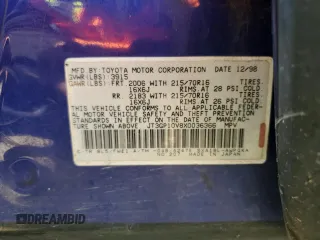 MFD.BY:TOYOTA MOTOR CORPORATION DATE 12/98
GVWR(LBS):3915
GAWR(LBS): FRT.2006 WITH 215/70R16 TIRES.
16X6J RIMS.AT 28 PSI COLD
RR 2183 WITH 215/70R16 TIRES.
16X6J RIMS.AT 26 PSI COLD
THIS VEHICLE CONFORMS TO ALL APPLICABLE FEDER-
AL MOTOR VEHICLE SAFETY AND THEFT PREVENTION
STANDARDS IN EFFECT ON THE DATE OF MANUFAC-
TURE SHOWN ABOVE. JT3GP10V8X0036366 MPV
MADE IN JAPAN
DREAMBID